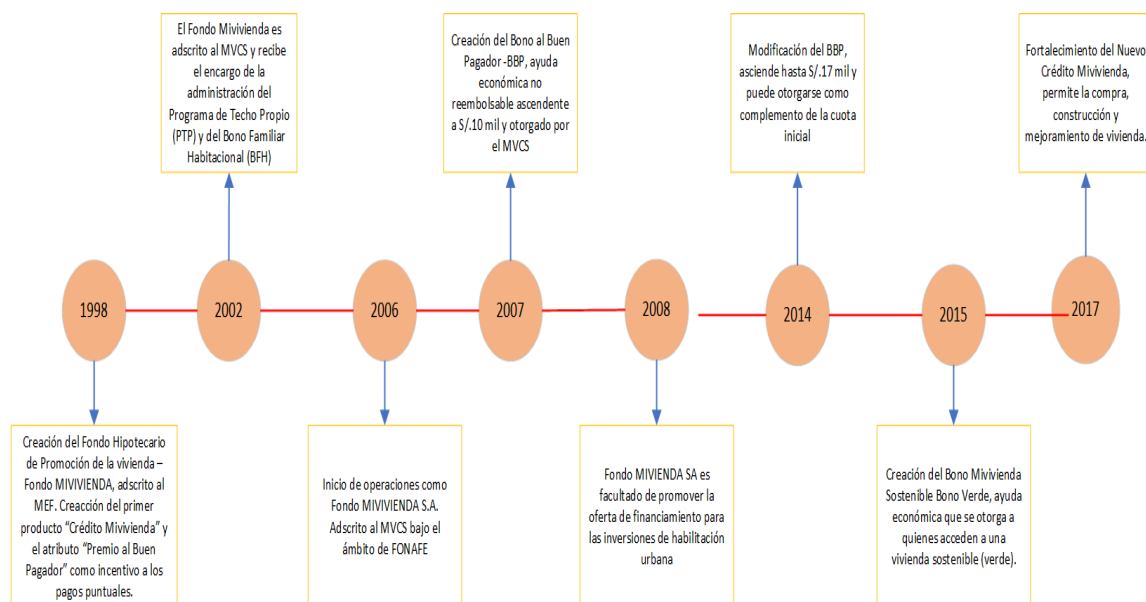 El Fondo Mivivienda es
adscrito al MVCS y recibe
el encargo de la
administración del
Programa de Techo Propio
(PTP) y del Bono Familiar
Habitacional (BFH)
Creación del Bono al Buen
Pagador -BBP, ayuda
económica no
reembolsable ascendente
a S/.10 mil y otorgado por
el MVCS
Modificación del BBP,
asciende hasta S/.17 mil y
puede otorgarse como
complemento de la cuota
inicial
Fortalecimiento del Nuevo
Crédito Mivivienda,
permite la compra,
construcción y
mejoramiento de vivienda.
1998
2002
2006
2007
2008
2014
2015
2017
Creación del Fondo Hipotecario
de Promoción de la vivienda –
Fondo MIVIVIENDA, adscrito al
MEF. Creacción del primer
producto “Crédito Mivivienda” y
el atributo “Premio al Buen
Pagador” como incentivo a los
pagos puntuales.
Inicio de operaciones como
Fondo MIVIVIENDA S.A.
Adscrito al MVCS bajo el
ámbito de FONAFE
Fondo MIVIENDA SA es
facultado de promover la
oferta de financiamiento para
las inversiones de habilitación
urbana
Creación del Bono Mivivienda
Sostenible Bono Verde, ayuda
económica que se otorga a
quienes acceden a una
vivienda sostenible (verde).